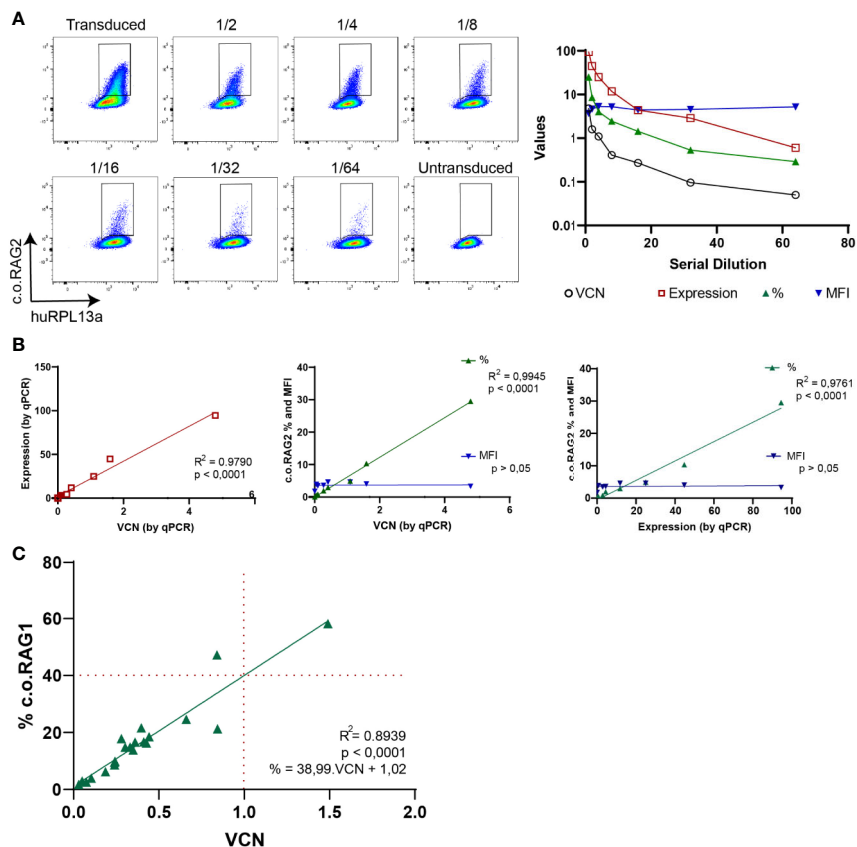 A
Transduced
1/2
1/4
1/8
1/16
1/32
1/64
Untransduced
c.o.RAG2
huRPL13a
Values
100
10
1
0.1
0.01
0
20
40
60
80
Serial Dilution
VCN
Expression
%
MFI
B
Expression (by qPCR)
150
100
50
0
0
2
4
6
R² = 0.9790
p < 0,0001
VCN (by qPCR)
c.o.RAG2 % and MFI
40
30
20
10
0
0
2
4
6
%
R² = 0,9945
p < 0,0001
MFI
p > 0,05
VCN (by qPCR)
c.o.RAG2 % and MFI
40
30
20
10
0
0
20
40
60
80
100
%
R² = 0,9761
p < 0,0001
MFI
p > 0,05
Expression (by qPCR)
C
% c.o.RAG1
80
60
40
20
0
0.0
0.5
1.0
1.5
2.0
R²= 0.8939
p < 0,0001
% = 38,99.VCN + 1,02
VCN